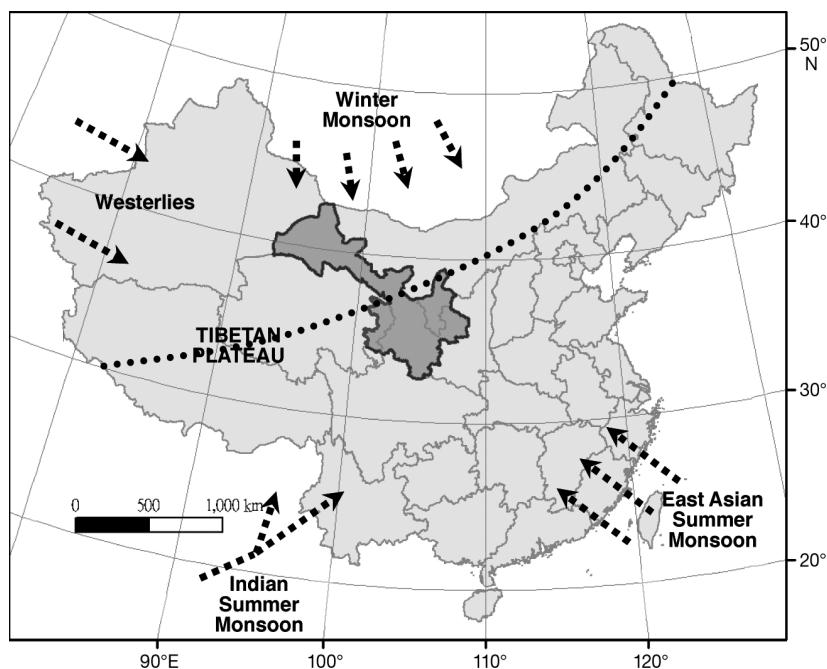 50°
N
Winter
Monsoon
Westerlies
40°
TIBETAN
PLATEAU
30°
0 500 1,000 km
East Asian
Summer
Monsoon
20°
Indian
Summer
Monsoon
90°E 100° 110° 120°